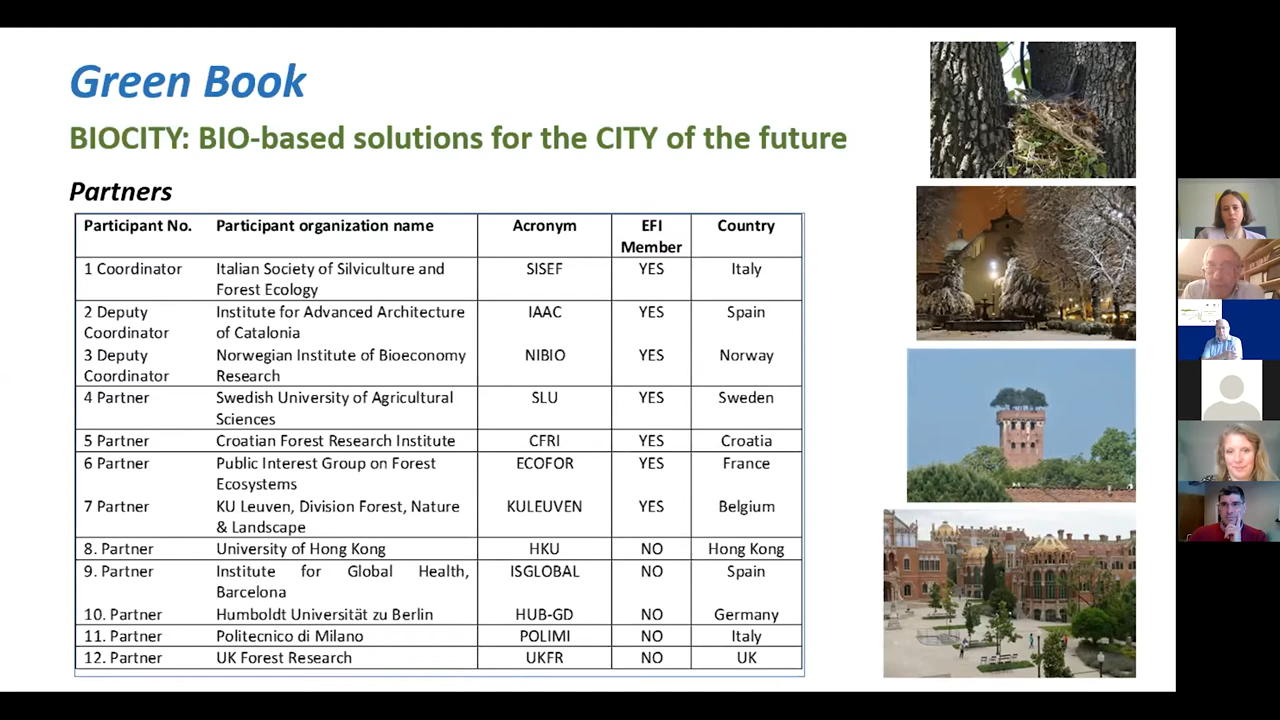 Green Book
BIOCITY: BIO-based solutions for the CITY of the future
Partners
Participant No. Participant organization name Acronym EFI Member Country
1 Coordinator Italian Society of Silviculture and Forest Ecology SISEF YES Italy
2 Deputy Coordinator Institute for Advanced Architecture of Catalonia IAAC YES Spain
3 Deputy Coordinator Norwegian Institute of Bioeconomy Research NIBIO YES Norway
4 Partner Swedish University of Agricultural Sciences SLU YES Sweden
5 Partner Croatian Forest Research Institute CFRI YES Croatia
6 Partner Public Interest Group on Forest Ecosystems ECOFOR YES France
7 Partner KU Leuven, Division Forest, Nature & Landscape KULEUVEN YES Belgium
8. Partner University of Hong Kong HKU NO Hong Kong
9. Partner Institute for Global Health, Barcelona ISGLOBAL NO Spain
10. Partner Humboldt Universität zu Berlin HUB-GD NO Germany
11. Partner Politecnico di Milano POLIMI NO Italy
12. Partner UK Forest Research UKFR NO UK